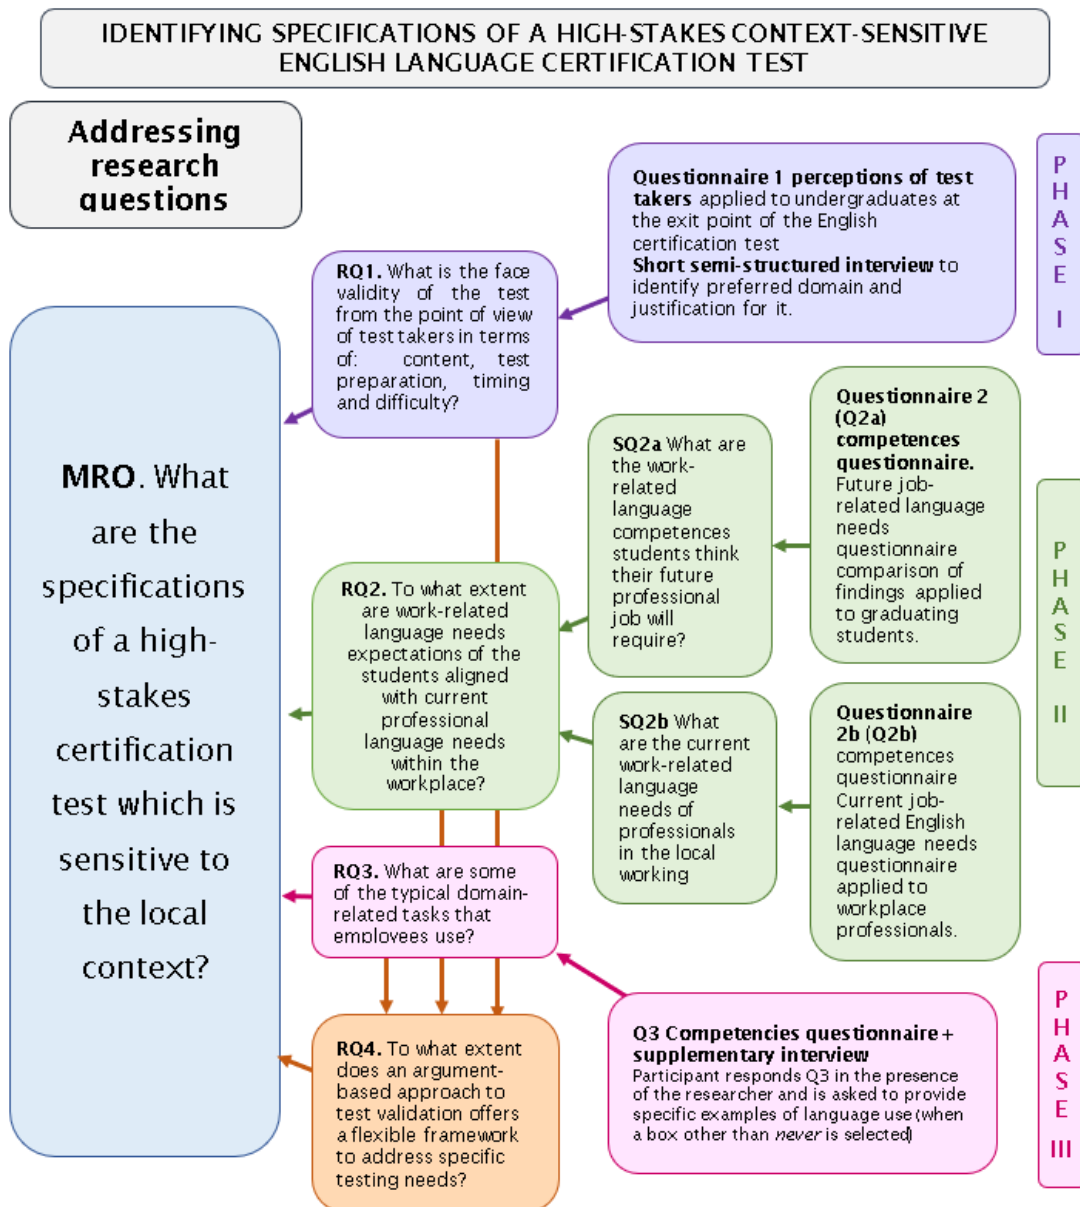 IDENTIFYING SPECIFICATIONS OF A HIGH-STAKES CONTEXT-SENSITIVE
ENGLISH LANGUAGE CERTIFICATION TEST
Addressing
research
questions
MRO. What
are the
specifications
of a high-
stakes
certification
test which is
sensitive to
the local
context?
RQ1. What is the face
validity of the test
from the point of view
of test takers in terms
of: content, test
preparation, timing
and difficulty?
Questionnaire 1 perceptions of test
takers applied to undergraduates at
the exit point of the English
certification test
Short semi-structured interview to
identify preferred domain and
justification for it.
PHASE I
RQ2. To what extent
are work-related
language needs
expectations of the
students aligned
with current
professional
language needs
within the
workplace?
SQ2a What are
the work-
related
language
competences
students think
their future
professional
job will
require?
Questionnaire 2
(Q2a)
competences
questionnaire.
Future job-
related language
needs
questionnaire
comparison of
findings applied
to graduating
students.
SQ2b What
are the current
work-related
language
needs of
professionals
in the local
working
Questionnaire
2b (Q2b)
competences
questionnaire
Current job-
related English
language needs
questionnaire
applied to
workplace
professionals.
PHASE II
RQ3. What are some
of the typical domain-
related tasks that
employees use?
Q3 Competencies questionnaire +
supplementary interview
Participant responds Q3 in the presence
of the researcher and is asked to provide
specific examples of language use (when
a box other than never is selected)
PHASE III
RQ4. To what extent
does an argument-
based approach to
test validation offers
a flexible framework
to address specific
testing needs?